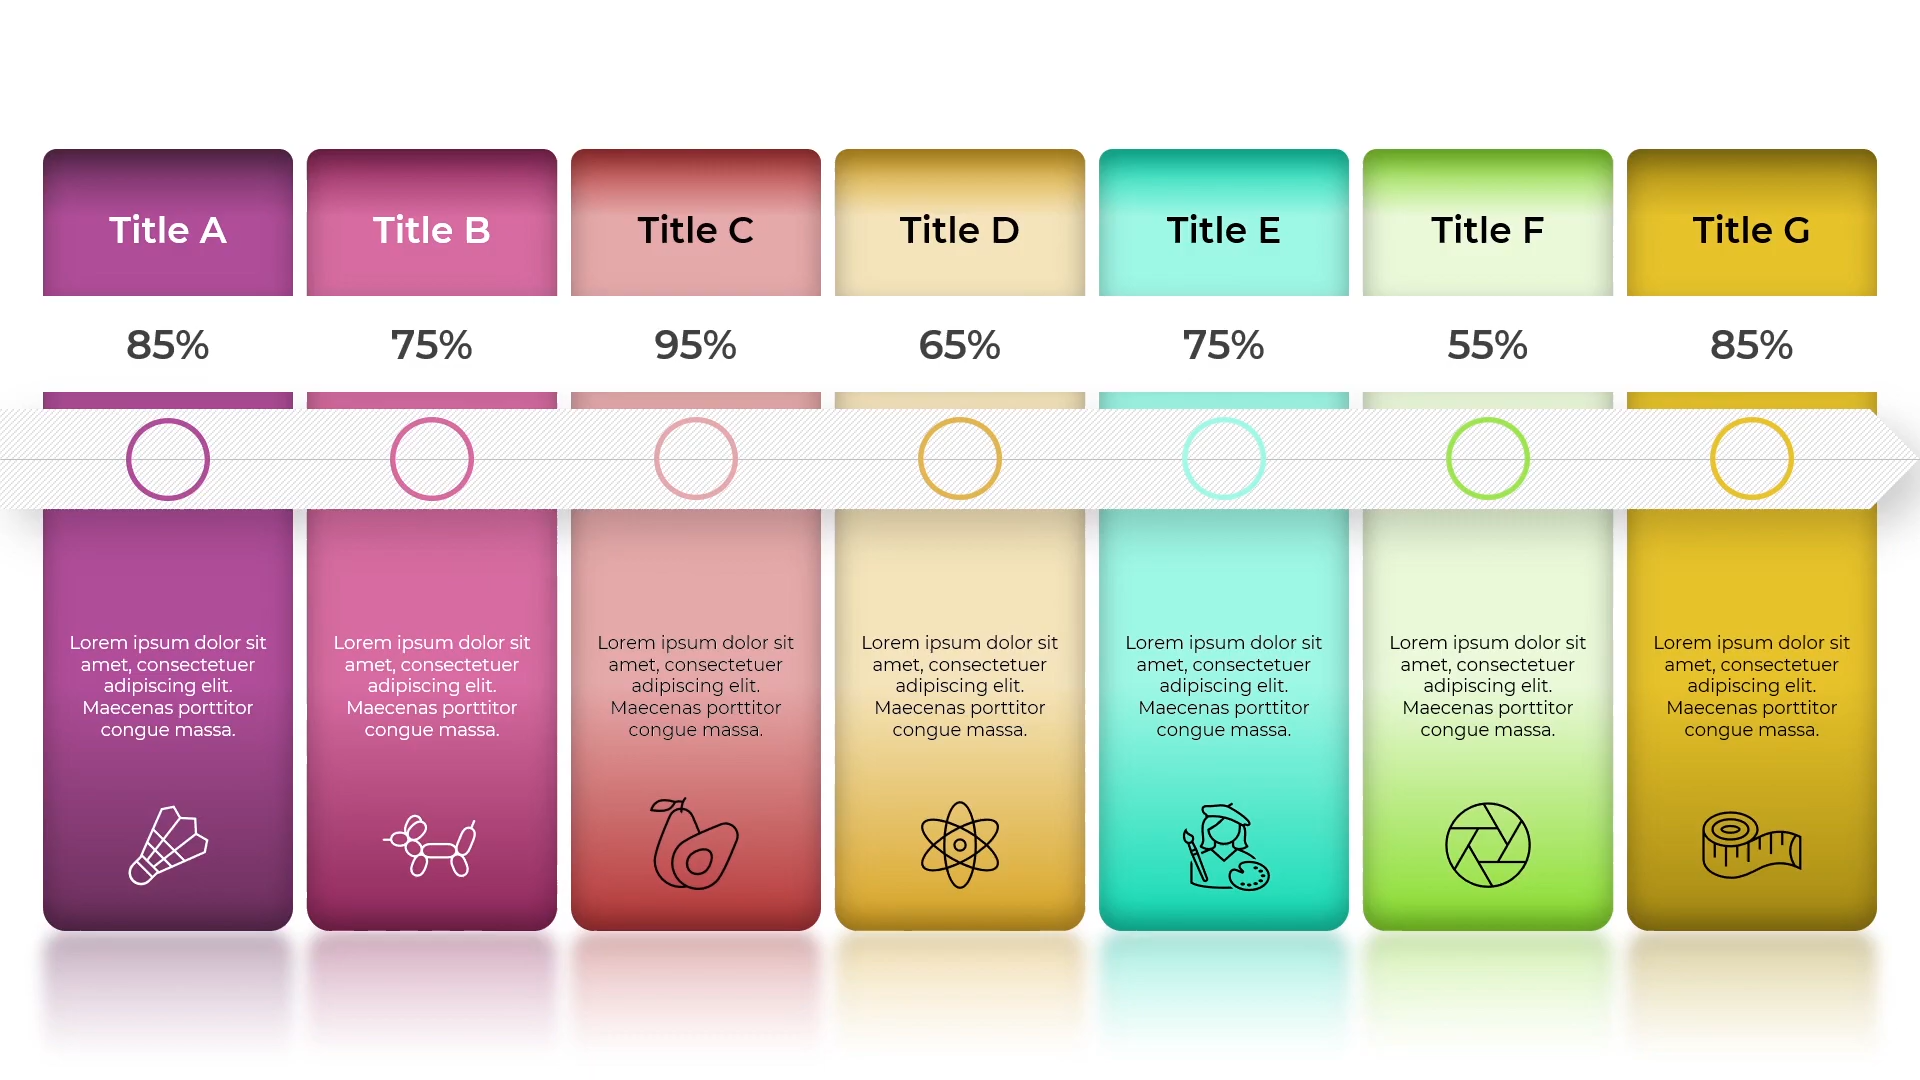 Title A
Title B
Title C
Title D
Title E
Title F
Title G
85%
75%
95%
65%
75%
55%
85%
Lorem ipsum dolor sit
amet, consectetuer
adipiscing elit.
Maecenas porttitor
congue massa.
Lorem ipsum dolor sit
amet, consectetuer
adipiscing elit.
Maecenas porttitor
congue massa.
Lorem ipsum dolor sit
amet, consectetuer
adipiscing elit.
Maecenas porttitor
congue massa.
Lorem ipsum dolor sit
amet, consectetuer
adipiscing elit.
Maecenas porttitor
congue massa.
Lorem ipsum dolor sit
amet, consectetuer
adipiscing elit.
Maecenas porttitor
congue massa.
Lorem ipsum dolor sit
amet, consectetuer
adipiscing elit.
Maecenas porttitor
congue massa.
Lorem ipsum dolor sit
amet, consectetuer
adipiscing elit.
Maecenas porttitor
congue massa.